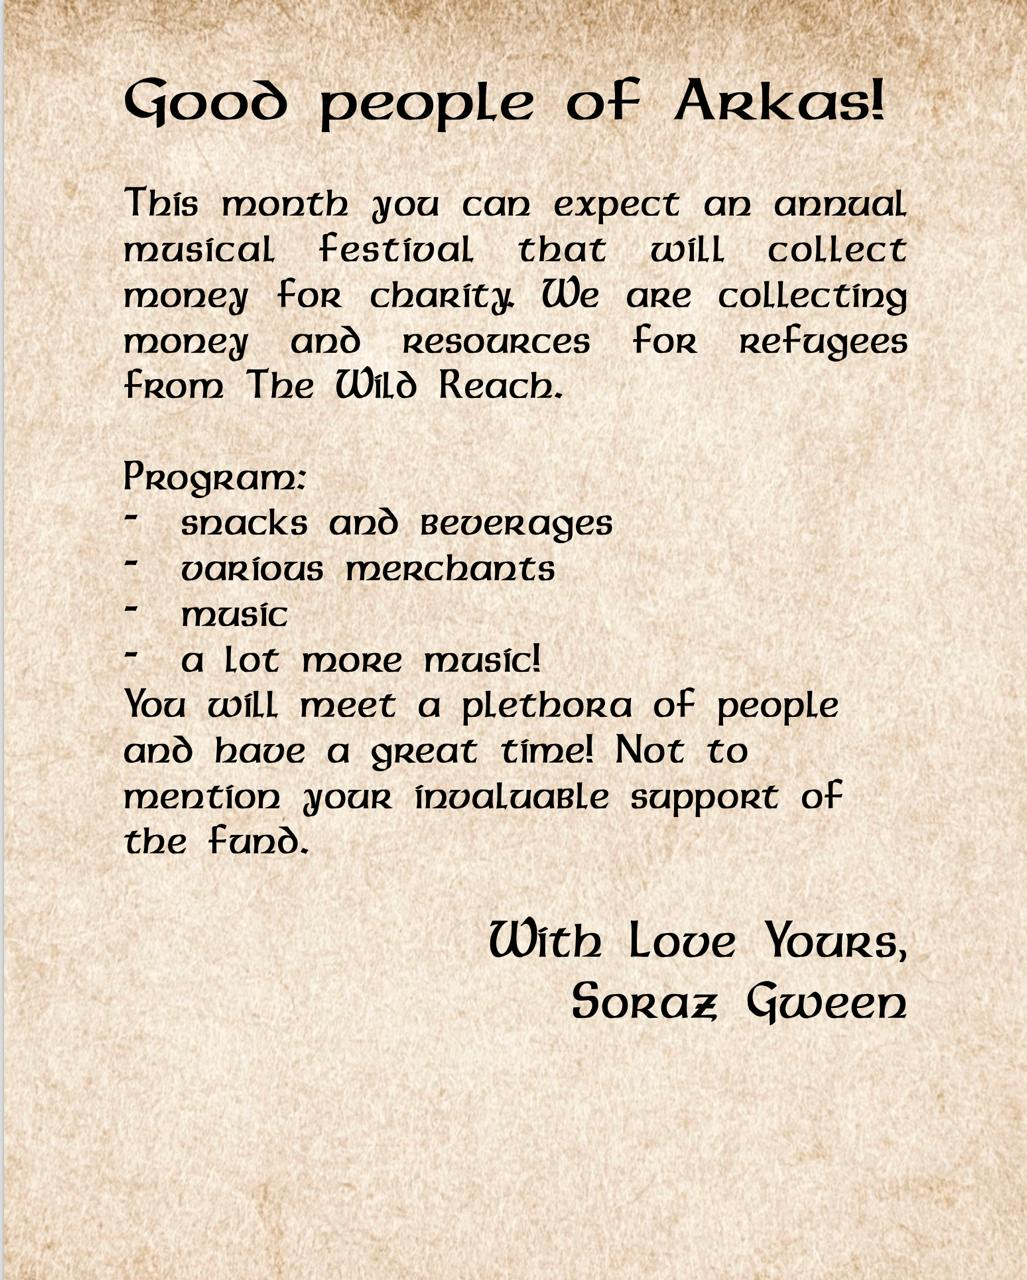 Good people of Arkas!
This month you can expect an annual
musical festival that will collect
money for charity. We are collecting
money and resources for refugees
from The Wild Reach.
Program:
- snacks and beverages
- various merchants
- music
- a lot more music!
You will meet a plethora of people
and have a great time! Not to
mention your invaluable support of
the fund.
With Love Yours,
Soraz Gween